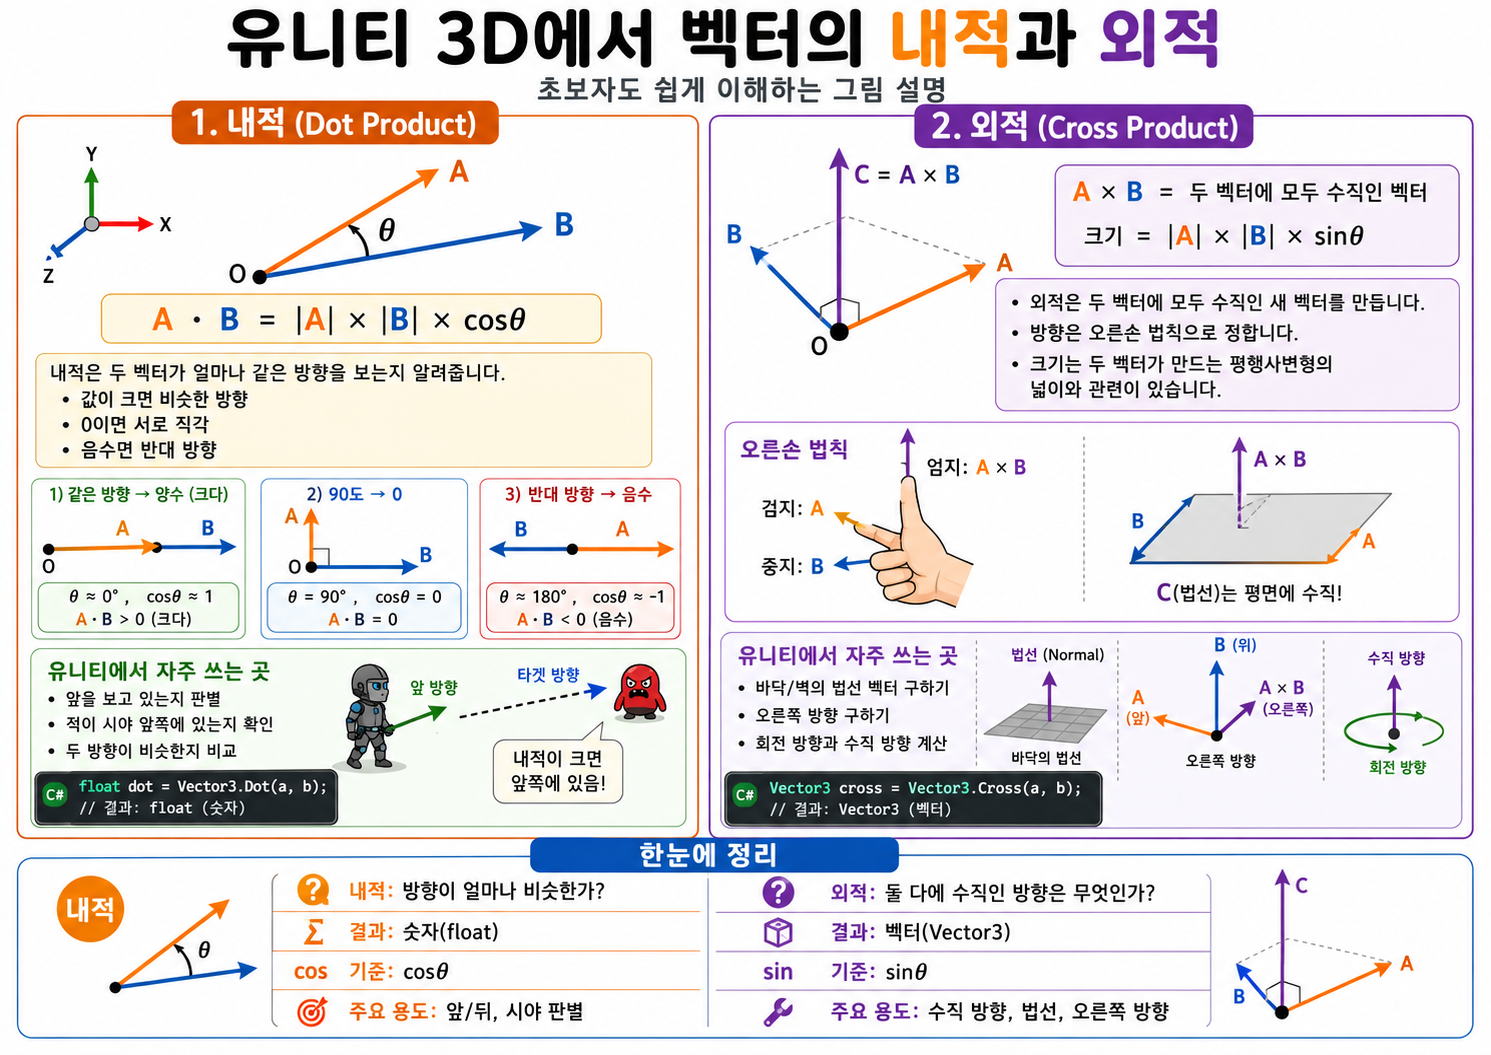 유니티 3D에서 벡터의 내적과 외적
초보자도 쉽게 이해하는 그림 설명
1. 내적 (Dot Product)
Y
X
Z
A
B
θ
O
A · B = |A| × |B| × cosθ
내적은 두 벡터가 얼마나 같은 방향을 보는지 알려줍니다.
• 값이 크면 비슷한 방향
• 0이면 서로 직각
• 음수면 반대 방향
1) 같은 방향 → 양수 (크다)
A
B
O
θ ≈ 0° , cosθ ≈ 1
A · B > 0 (크다)
2) 90도 → 0
A
B
O
θ = 90° , cosθ = 0
A · B = 0
3) 반대 방향 → 음수
B
A
θ ≈ 180° , cosθ ≈ -1
A · B < 0 (음수)
유니티에서 자주 쓰는 곳
• 앞을 보고 있는지 판별
• 적이 시야 앞쪽에 있는지 확인
• 두 방향이 비슷한지 비교
앞 방향
타겟 방향
내적이 크면
앞쪽에 있음!
C#
float dot = Vector3.Dot(a, b);
// 결과: float (숫자)
2. 외적 (Cross Product)
C = A × B
B
A
O
A × B = 두 벡터에 모두 수직인 벡터
크기 = |A| × |B| × sinθ
• 외적은 두 벡터에 모두 수직인 새 벡터를 만듭니다.
• 방향은 오른손 법칙으로 정합니다.
• 크기는 두 벡터가 만드는 평행사변형의
넓이와 관련이 있습니다.
오른손 법칙
엄지: A × B
검지: A
중지: B
A × B
B
A
C(법선)는 평면에 수직!
유니티에서 자주 쓰는 곳
• 바닥/벽의 법선 벡터 구하기
• 오른쪽 방향 구하기
• 회전 방향과 수직 방향 계산
법선 (Normal)
바닥의 법선
B (위)
A
(앞)
A × B
(오른쪽)
오른쪽 방향
수직 방향
회전 방향
C#
Vector3 cross = Vector3.Cross(a, b);
// 결과: Vector3 (벡터)
한눈에 정리
내적
θ
? 내적: 방향이 얼마나 비슷한가?
Σ 결과: 숫자(float)
cos 기준: cosθ
주요 용도: 앞/뒤, 시야 판별
? 외적: 둘 다에 수직인 방향은 무엇인가?
결과: 벡터(Vector3)
sin 기준: sinθ
주요 용도: 수직 방향, 법선, 오른쪽 방향
C
A
B